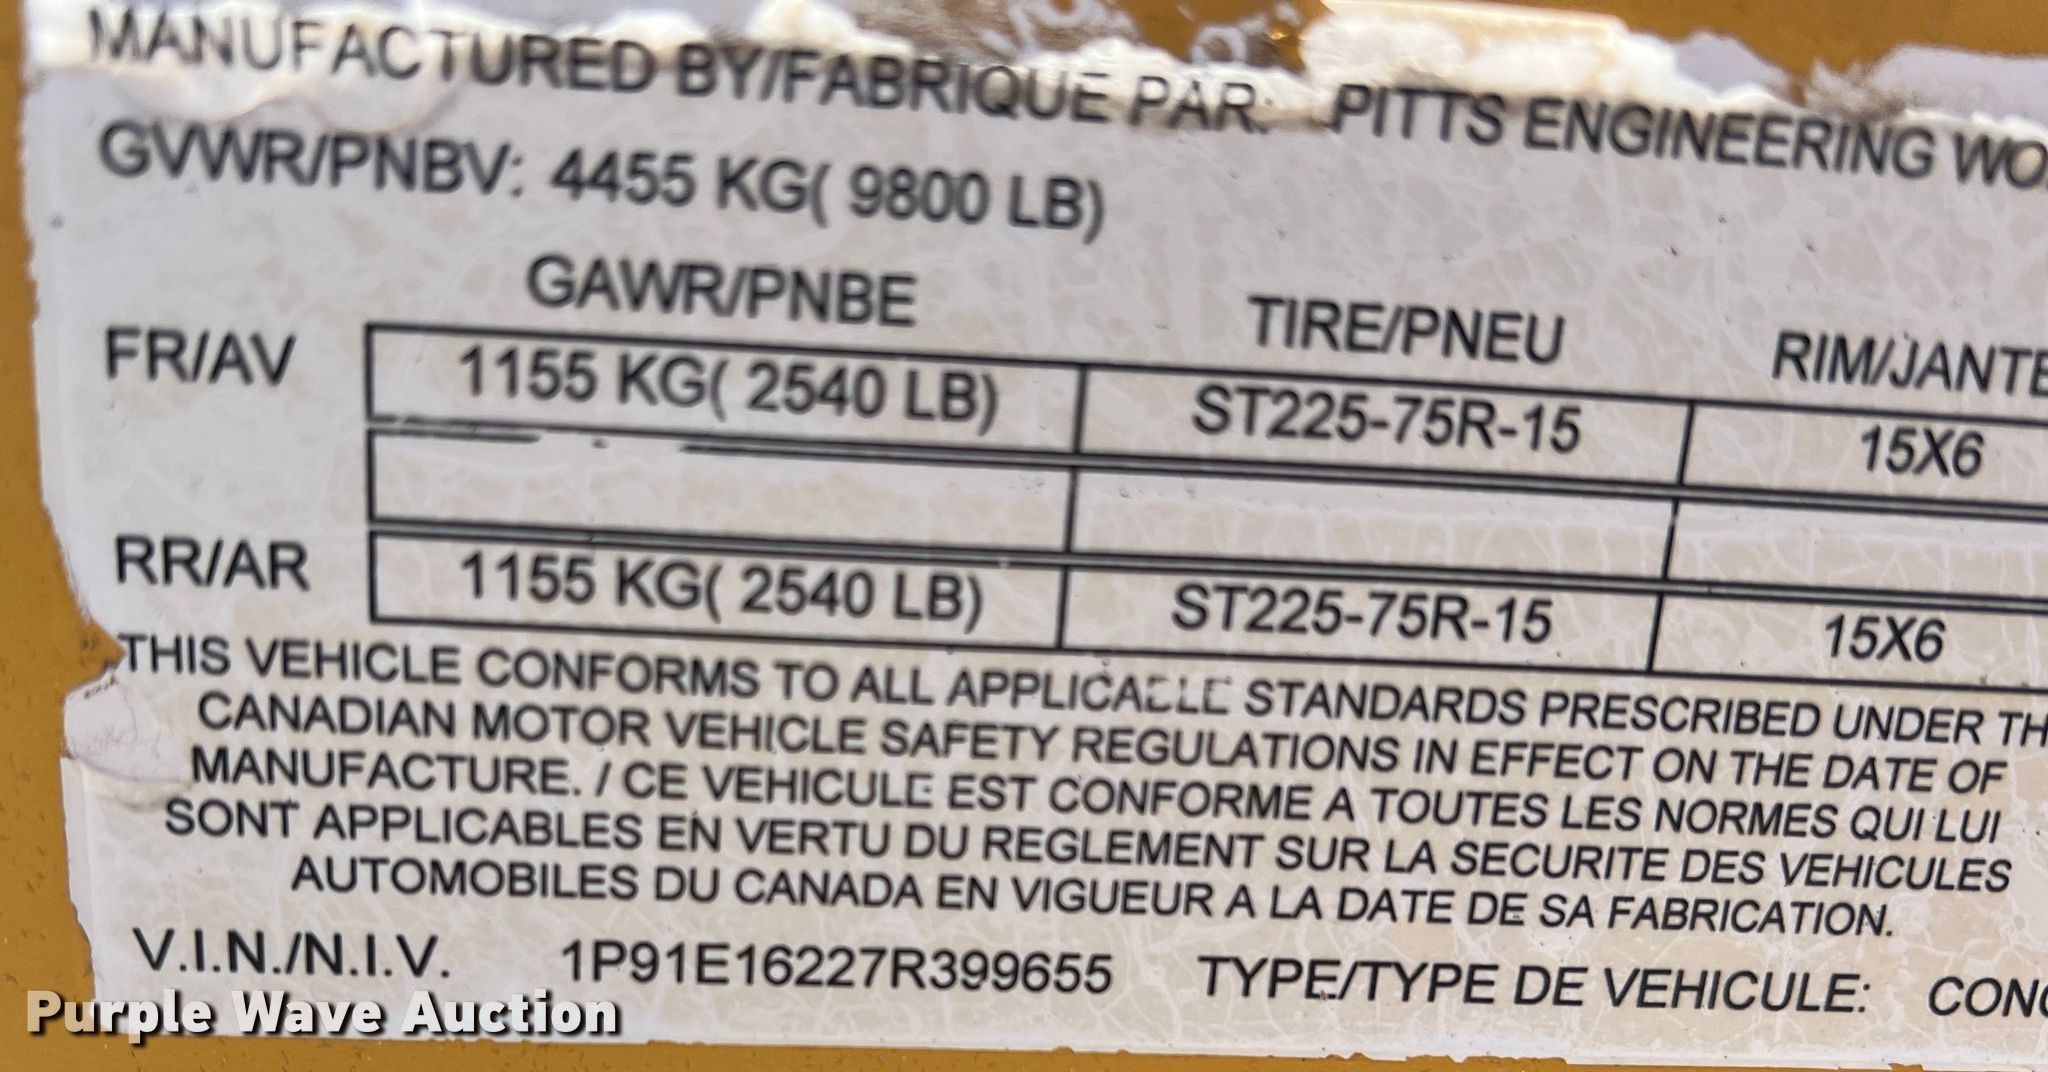 MANUFACTURED BY/FABRIQUE PAR: PITTS ENGINEERING WO
GVWR/PNBV: 4455 KG( 9800 LB)
GAWR/PNBE TIRE/PNEU RIM/JANTE
FR/AV 1155 KG( 2540 LB) ST225-75R-15 15X6
RR/AR 1155 KG( 2540 LB) ST225-75R-15 15X6
THIS VEHICLE CONFORMS TO ALL APPLICABLE STANDARDS PRESCRIBED UNDER TH
CANADIAN MOTOR VEHICLE SAFETY REGULATIONS IN EFFECT ON THE DATE OF
MANUFACTURE. / CE VEHICULE EST CONFORME A TOUTES LES NORMES QUI LUI
SONT APPLICABLES EN VERTU DU REGLEMENT SUR LA SECURITE DES VEHICULES
AUTOMOBILES DU CANADA EN VIGUEUR A LA DATE DE SA FABRICATION.
V.I.N./N.I.V. 1P91E16227R399655 TYPE/TYPE DE VEHICULE: CONC
Purple Wave Auction